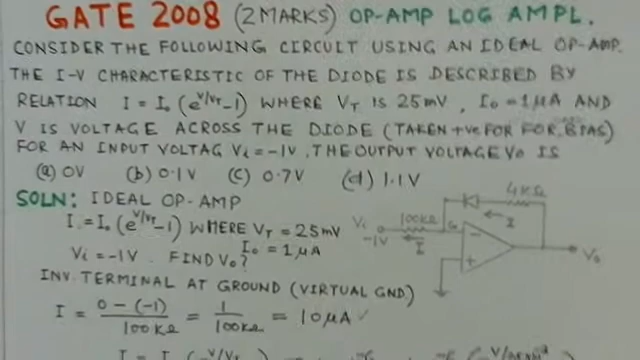 GATE 2008 (2 MARKS) OP-AMP LOG AMPL.
CONSIDER THE FOLLOWING CIRCUIT USING AN IDEAL OP-AMP.
THE I-V CHARACTERISTIC OF THE DIODE IS DESCRIBED BY
RELATION I = I₀ (e^V/VT -1) WHERE VT IS 25mV, I₀ = 1μA AND
V IS VOLTAGE ACROSS THE DIODE (TAKEN +ve FOR FOR. BIAS)
FOR AN INPUT VOLTAG Vi = -1V, THE OUTPUT VOLTAGE Vo IS
(a) 0V (b) 0.1V (c) 0.7V (d) 1.1V
SOLN: IDEAL OP-AMP
I = I₀ (e^V/VT -1) WHERE VT = 25mV
I₀ = 1μA
Vi = -1V. FIND Vo?
INV. TERMINAL AT GROUND (VIRTUAL GND)
I = 0-(-1) / 100KΩ = 1 / 100KΩ = 10μA ✓
4KΩ
I
Vi
100KΩ
-1V
I
G
-
+
Vo